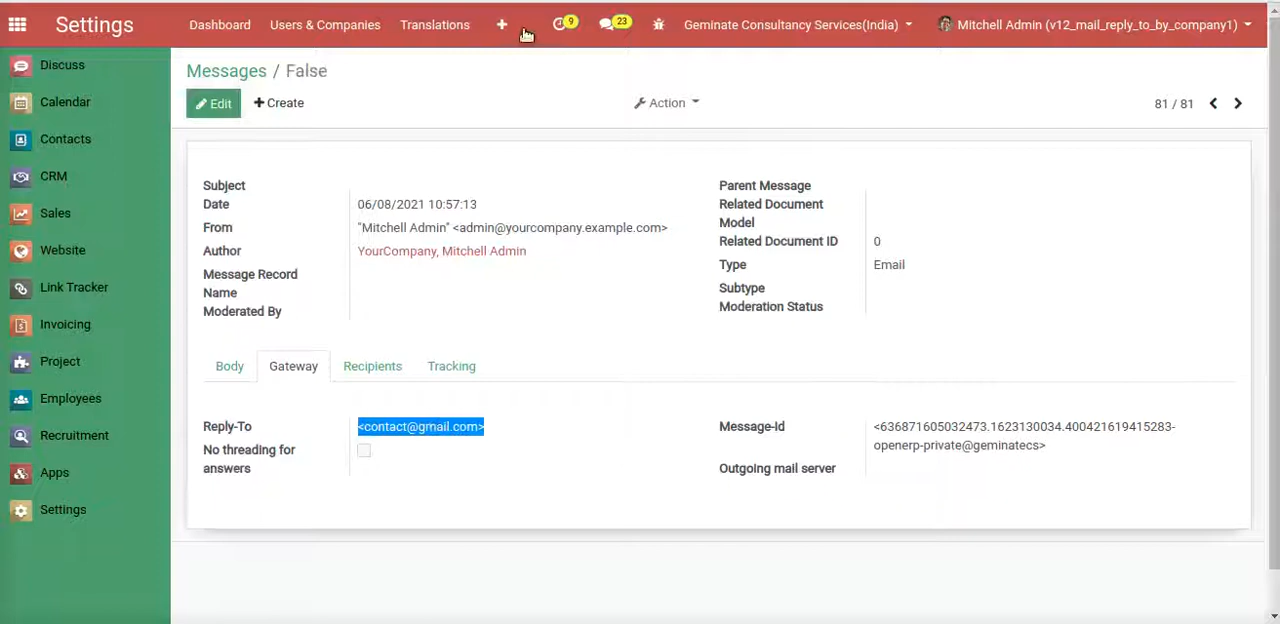 Settings
Dashboard
Users & Companies
Translations
9
23
Geminate Consultancy Services(India)
Mitchell Admin (v12_mail_reply_to_by_company1)
Discuss
Calendar
Contacts
CRM
Sales
Website
Link Tracker
Invoicing
Project
Employees
Recruitment
Apps
Settings
Messages / False
Edit
Create
Action
81 / 81
Subject
Date 06/08/2021 10:57:13
From "Mitchell Admin" <admin@yourcompany.example.com>
Author YourCompany, Mitchell Admin
Message Record
Name
Moderated By
Parent Message
Related Document
Model
Related Document ID 0
Type Email
Subtype
Moderation Status
Body
Gateway
Recipients
Tracking
Reply-To <contact@gmail.com>
No threading for
answers
Message-Id <636871605032473.1623130034.400421619415283-
openerp-private@geminatecs>
Outgoing mail server